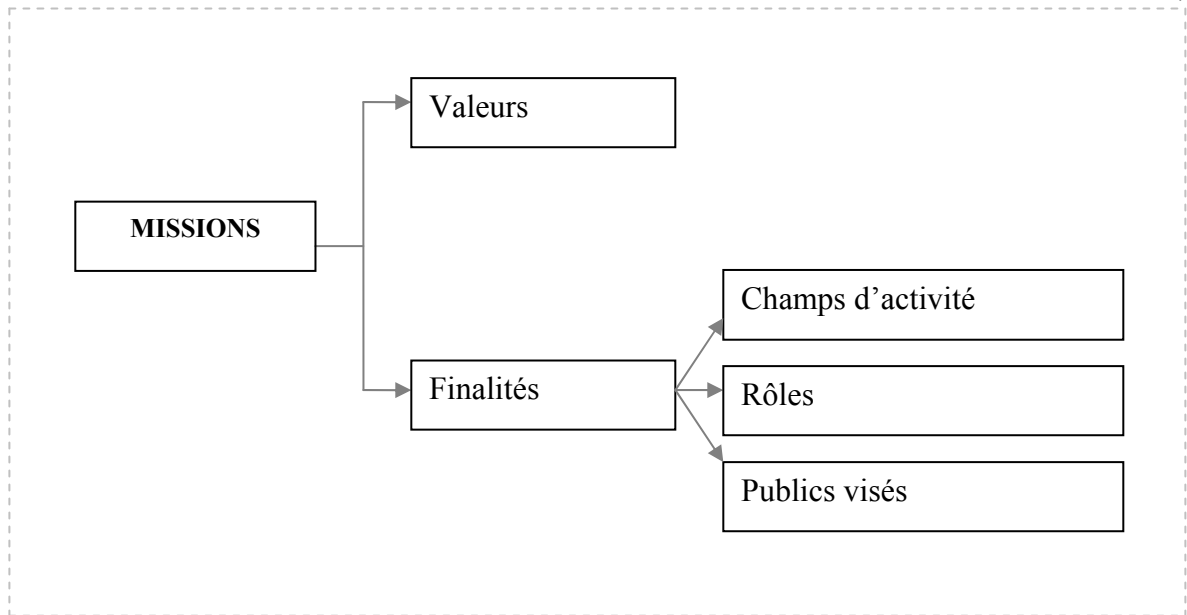 Valeurs
MISSIONS
Champs d’activité
Finalités
Rôles
Publics visés